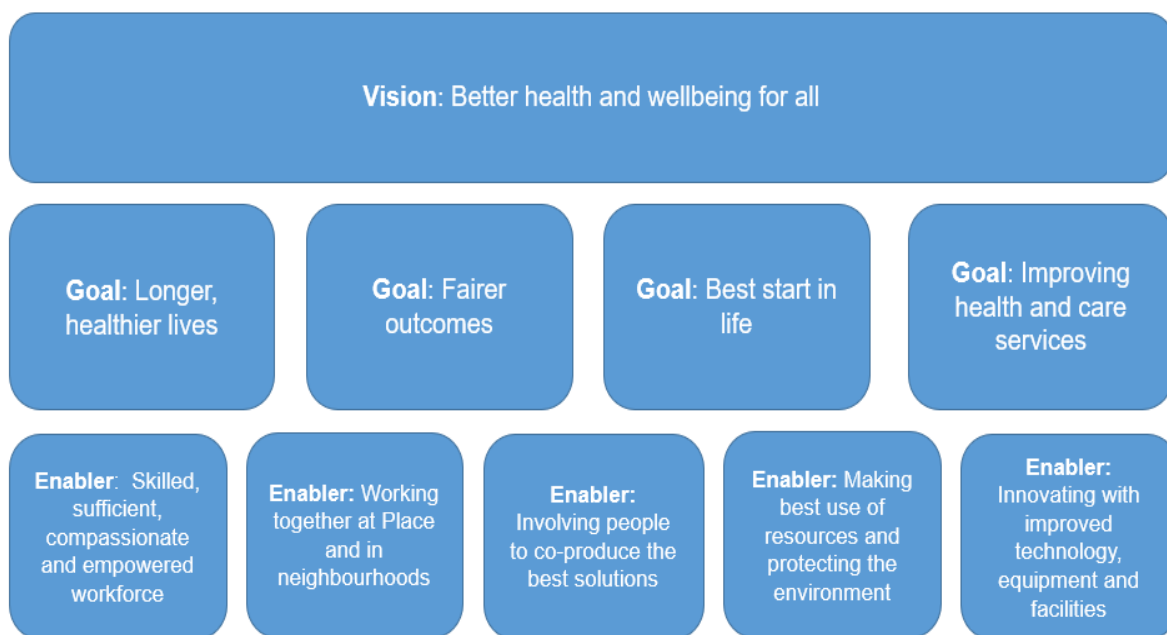 Vision: Better health and wellbeing for all
Goal: Longer,
healthier lives
Goal: Fairer
outcomes
Goal: Best start in
life
Goal: Improving
health and care
services
Enabler:  Skilled,
sufficient,
compassionate
and empowered
workforce
Enabler: Working
together at Place
and in
neighbourhoods
Enabler:
Involving people
to co-produce the
best solutions
Enabler: Making
best use of
resources and
protecting the
environment
Enabler:
Innovating with
improved
technology,
equipment and
facilities